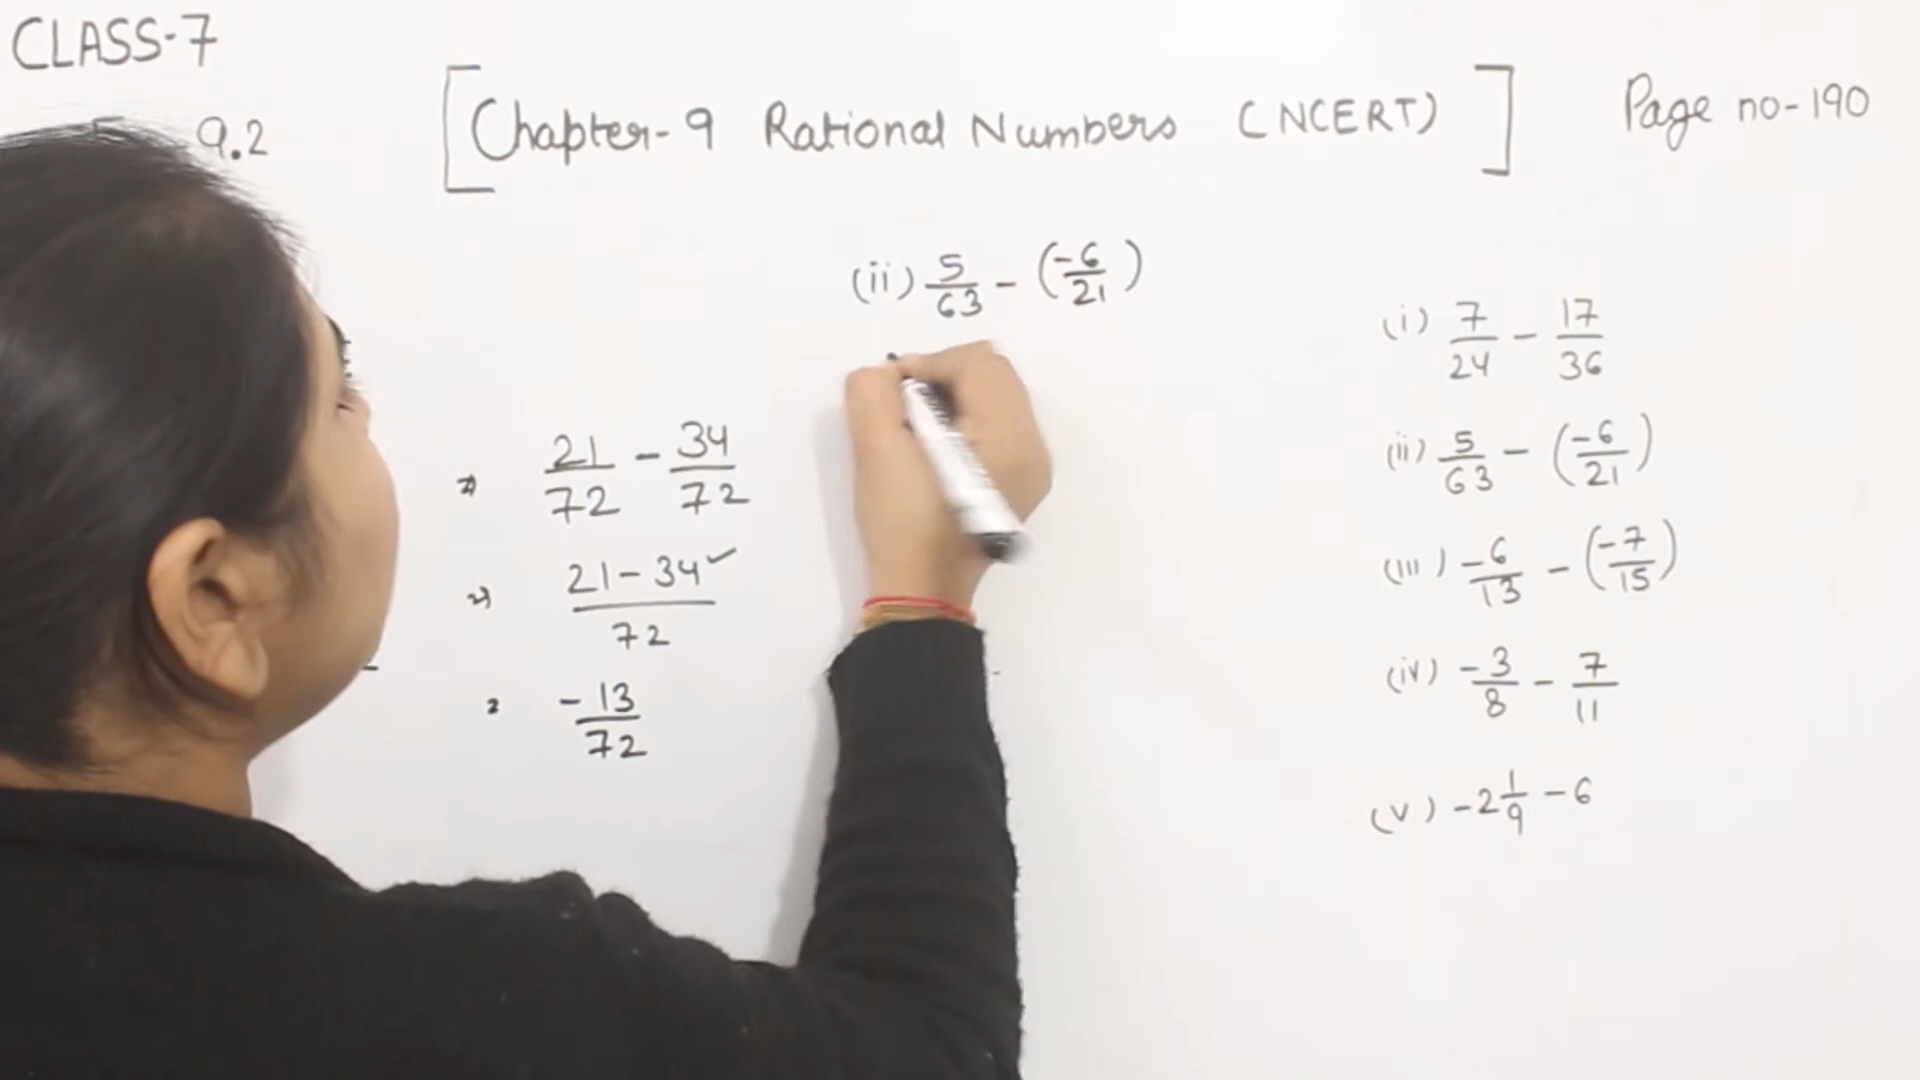 CLASS-7
9.2
[Chapter-9 Rational Numbers (NCERT)]
Page no-190
(ii) 5/63 - (-6/21)
21/72 - 34/72
21-34/72 ✓
-13/72
(i) 7/24 - 17/36
(ii) 5/63 - (-6/21)
(iii) -6/13 - (-7/15)
(iv) -3/8 - 7/11
(v) -2 1/9 - 6